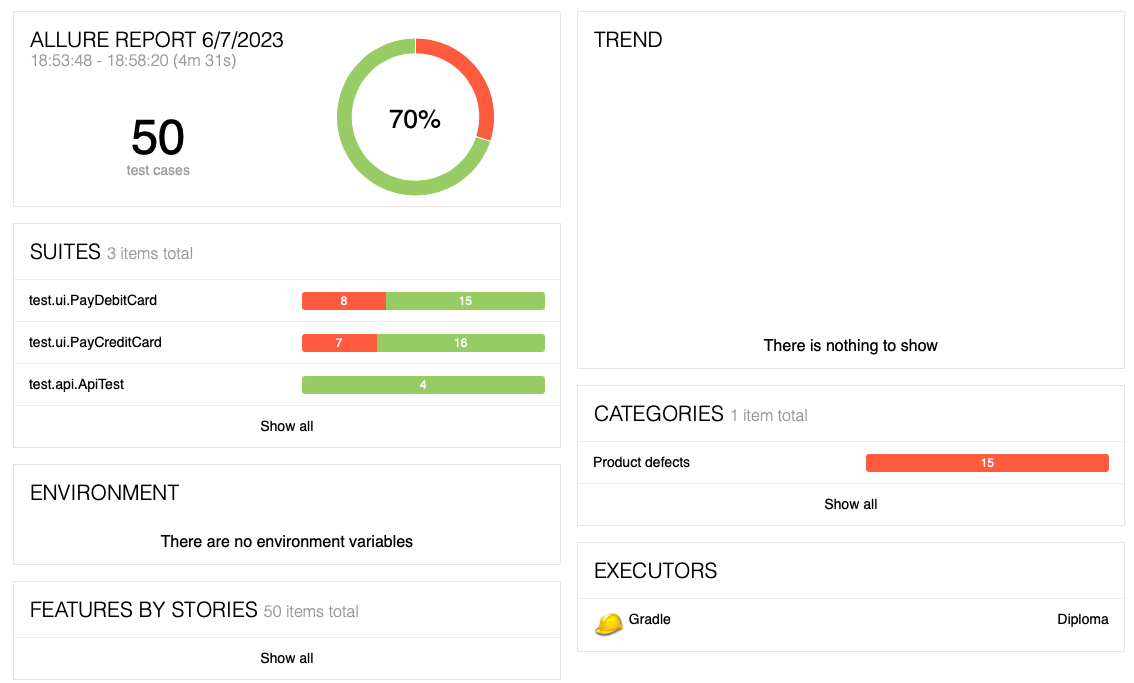 ALLURE REPORT 6/7/2023
18:53:48 - 18:58:20 (4m 31s)
50
test cases
70%
SUITES 3 items total
test.ui.PayDebitCard 8 15
test.ui.PayCreditCard 7 16
test.api.ApiTest 4
Show all
ENVIRONMENT
There are no environment variables
FEATURES BY STORIES 50 items total
Show all
TREND
There is nothing to show
CATEGORIES 1 item total
Product defects 15
Show all
EXECUTORS
Gradle Diploma